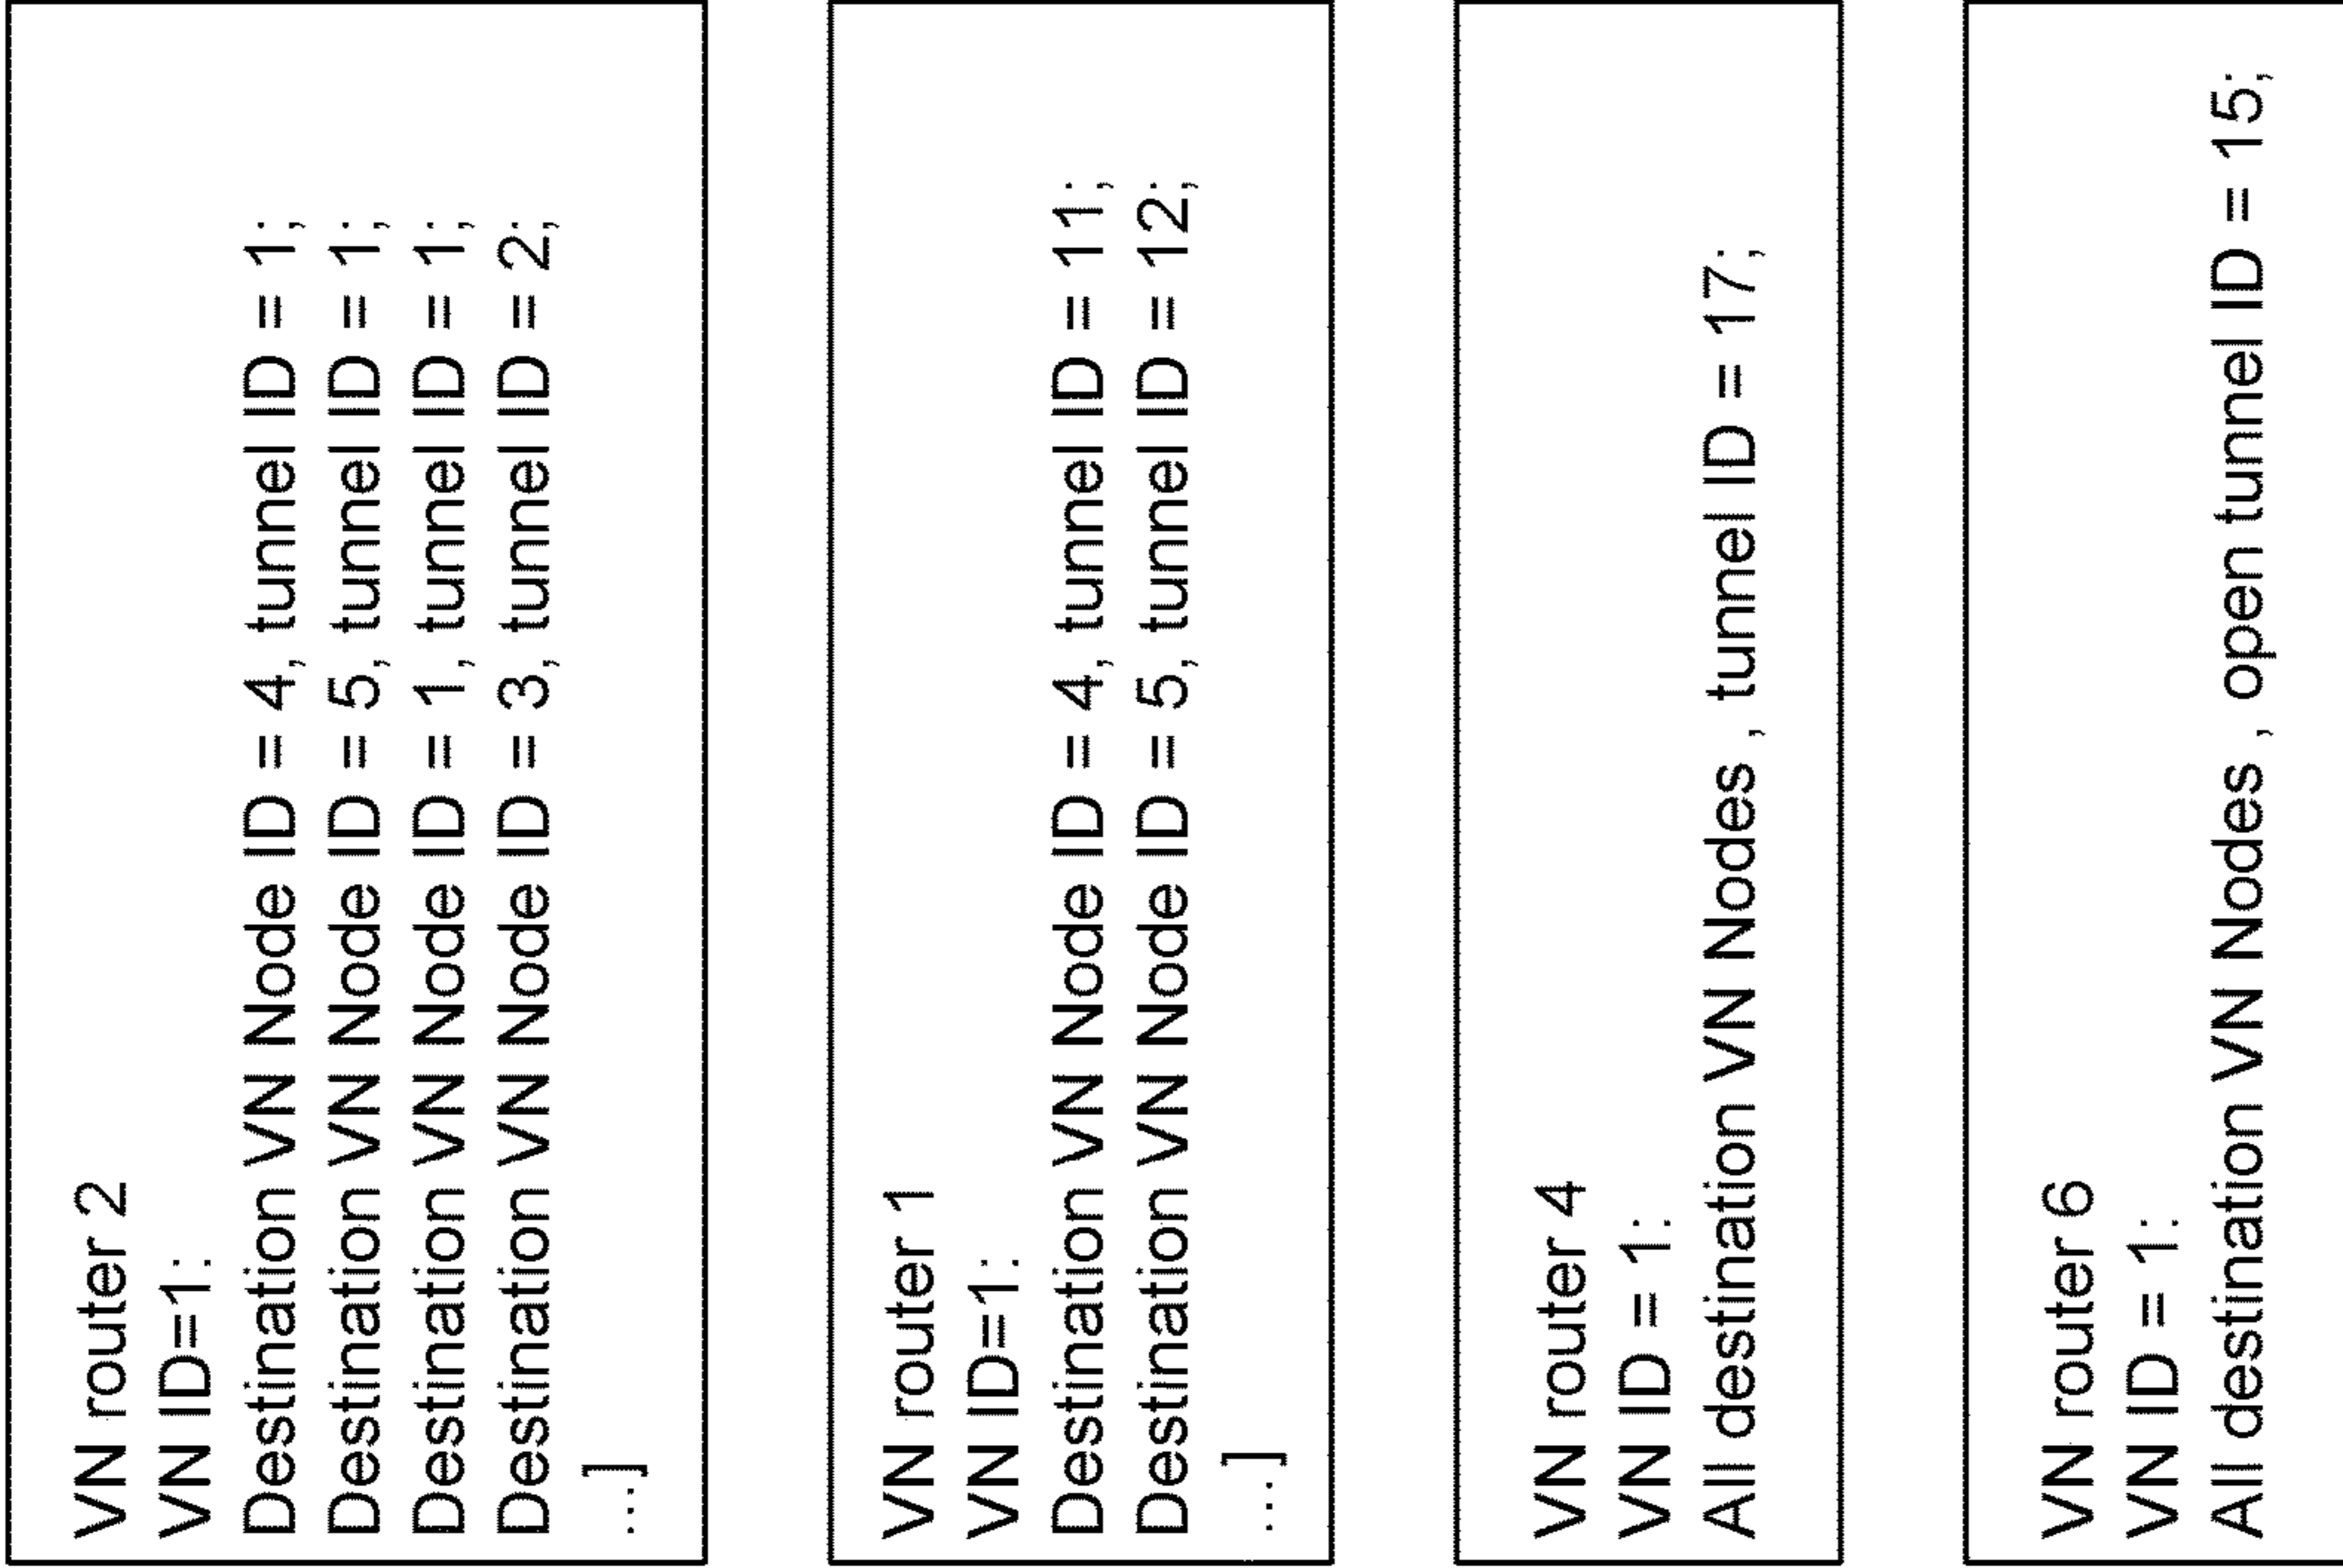 VN router 2
VN ID=1:
Destination VN Node ID = 4, tunnel ID = 1;
Destination VN Node ID = 5, tunnel ID = 1;
Destination VN Node ID = 1, tunnel ID = 1;
Destination VN Node ID = 3, tunnel ID = 2;
...]
VN router 1
VN ID=1:
Destination VN Node ID = 4, tunnel ID = 11;
Destination VN Node ID = 5, tunnel ID = 12;
...]
VN router 4
VN ID = 1:
All destination VN Nodes , tunnel ID = 17;
VN router 6
VN ID = 1:
All destination VN Nodes , open tunnel ID = 15;